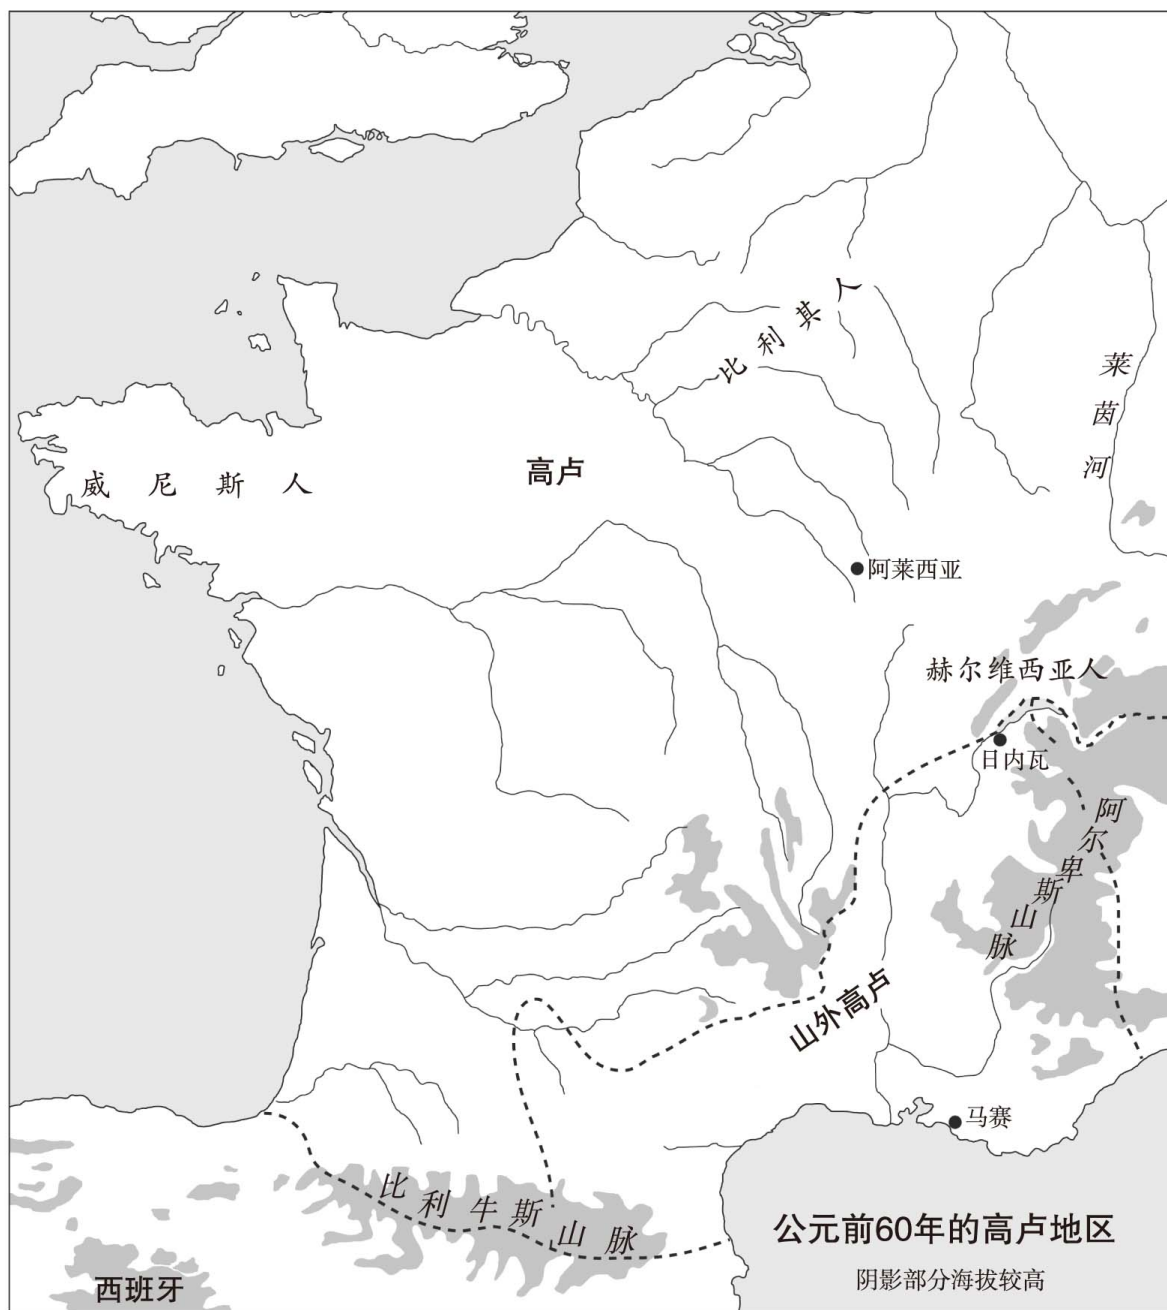 比利其人
莱茵河
威尼斯人
高卢
阿莱西亚
赫尔维西亚人
日内瓦
阿尔卑斯山脉
山外高卢
马赛
比利牛斯山脉
公元前60年的高卢地区
阴影部分海拔较高
西班牙